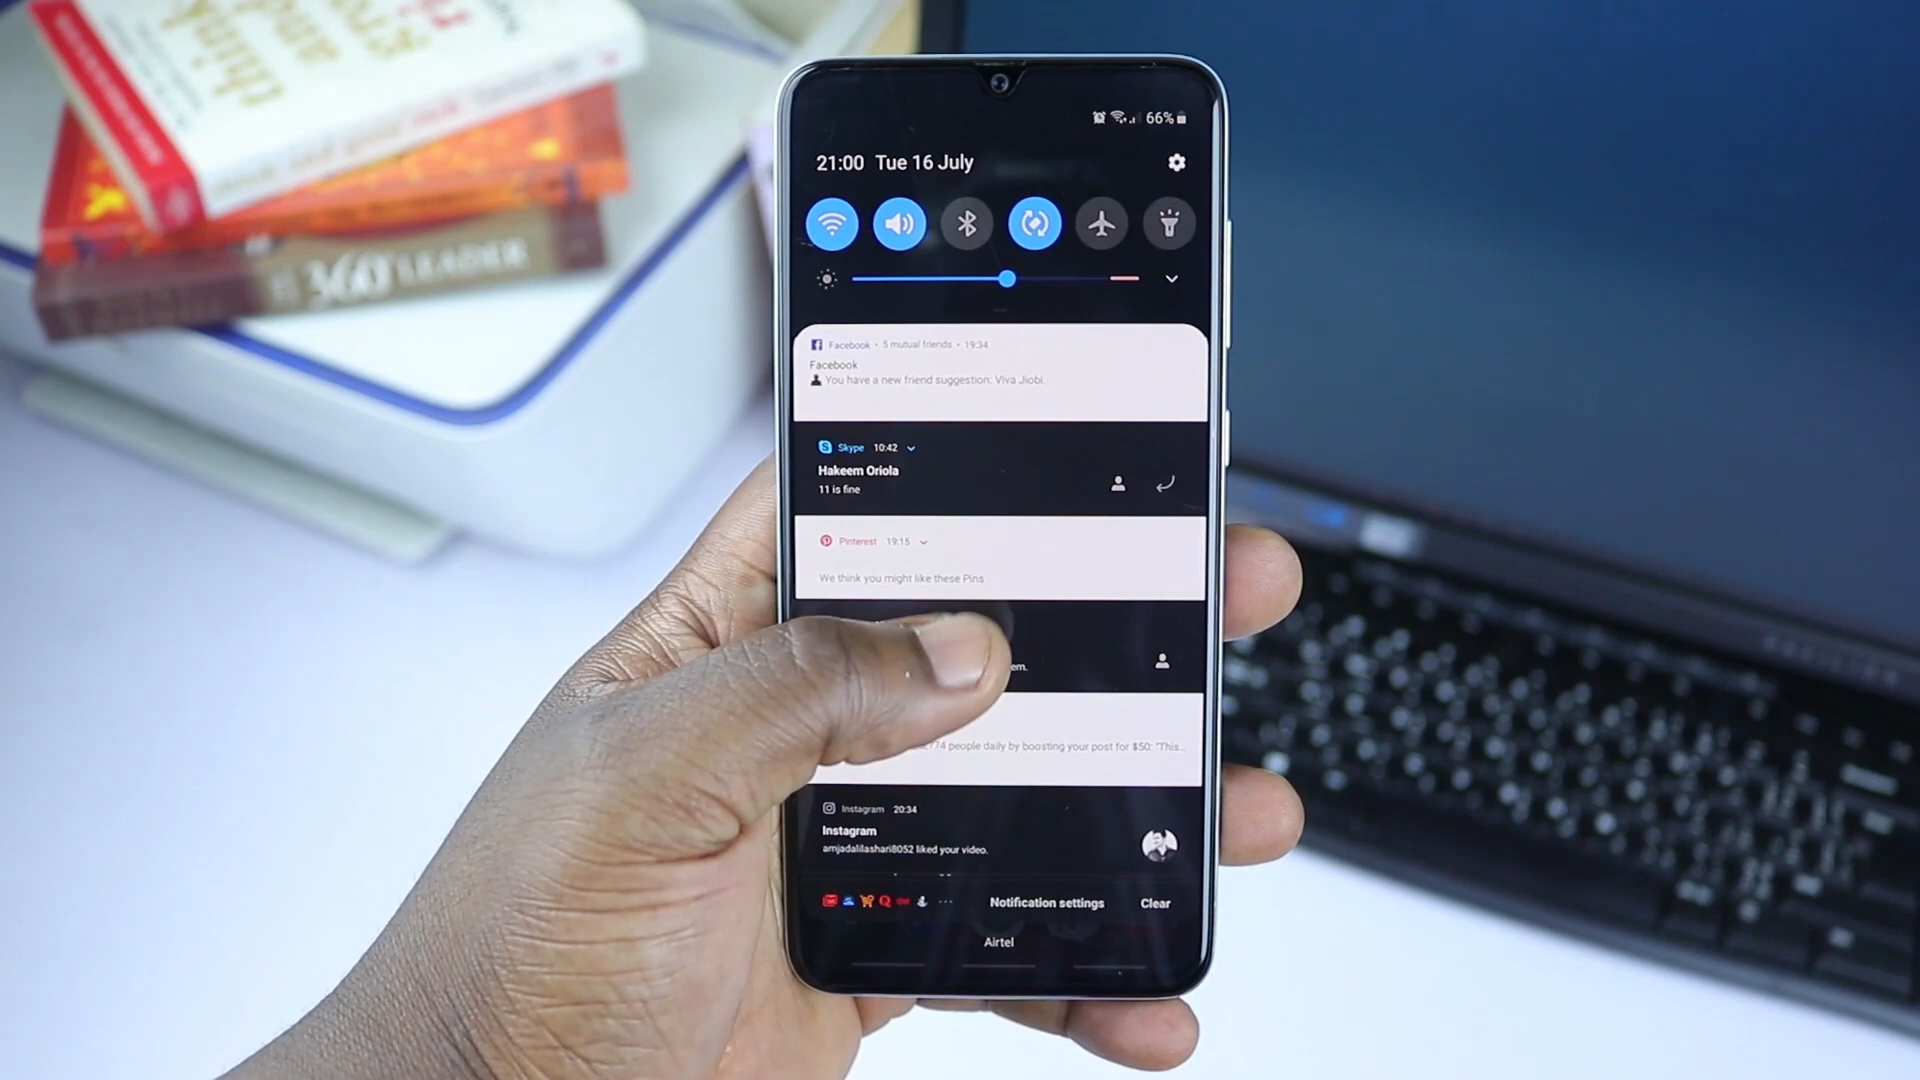 think
and
360° LEADER
66%
21:00 Tue 16 July
Facebook • 5 mutual friends • 19:34
Facebook
You have a new friend suggestion: Viva Jiobi.
Skype 10:42
Hakeem Oriola
11 is fine
Pinterest 19:15
We think you might like these Pins
em.
774 people daily by boosting your post for $50: "This...
Instagram 20:34
Instagram
amjadalilashari8052 liked your video.
Notification settings Clear
Airtel